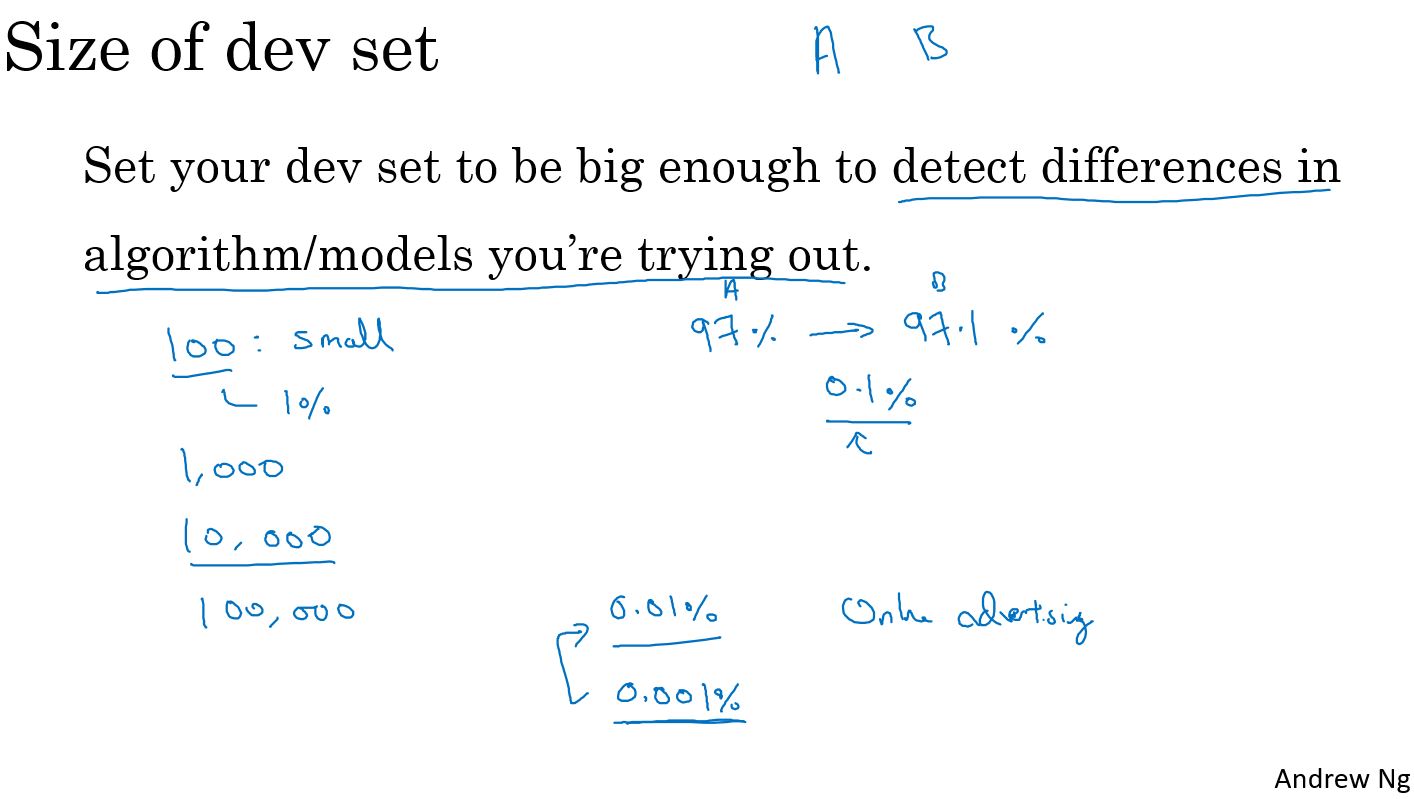 Size of dev set
A B
Set your dev set to be big enough to detect differences in
algorithm/models you’re trying out.
A B
100 : small 97% → 97.1 %
1% 0.1%
1,000
10,000
100,000 0.01% advertising
0.001%
Andrew Ng